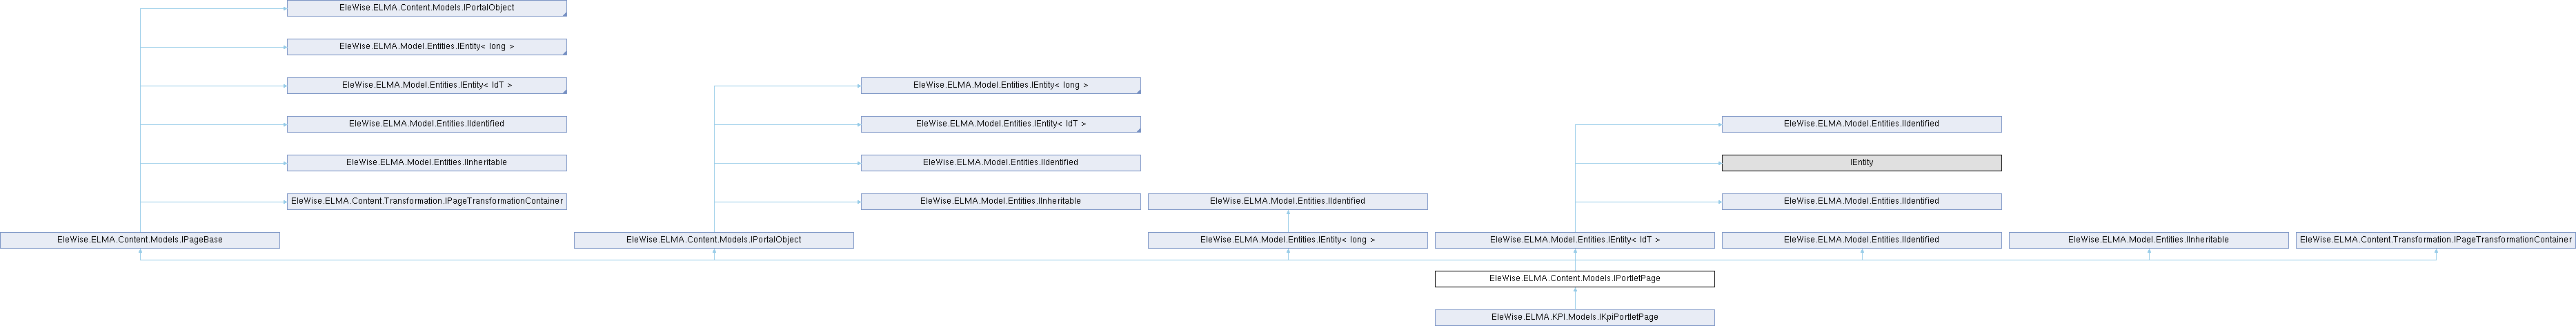 EleWise.ELMA.Content.Models.IPortalObject
EleWise.ELMA.Model.Entities.IEntity< long >
EleWise.ELMA.Model.Entities.IEntity< IdT >
EleWise.ELMA.Model.Entities.IEntity< long >
EleWise.ELMA.Model.Entities.IIdentified
EleWise.ELMA.Model.Entities.IEntity< IdT >
EleWise.ELMA.Model.Entities.IIdentified
EleWise.ELMA.Model.Entities.IInheritable
EleWise.ELMA.Model.Entities.IIdentified
IEntity
EleWise.ELMA.Content.Transformation.IPageTransformationContainer
EleWise.ELMA.Model.Entities.IInheritable
EleWise.ELMA.Model.Entities.IIdentified
EleWise.ELMA.Model.Entities.IIdentified
EleWise.ELMA.Content.Models.IPageBase
EleWise.ELMA.Content.Models.IPortalObject
EleWise.ELMA.Model.Entities.IEntity< long >
EleWise.ELMA.Model.Entities.IEntity< IdT >
EleWise.ELMA.Model.Entities.IIdentified
EleWise.ELMA.Model.Entities.IInheritable
EleWise.ELMA.Content.Transformation.IPageTransformationContainer
EleWise.ELMA.Content.Models.IPortletPage
EleWise.ELMA.KPI.Models.IKpiPortletPage